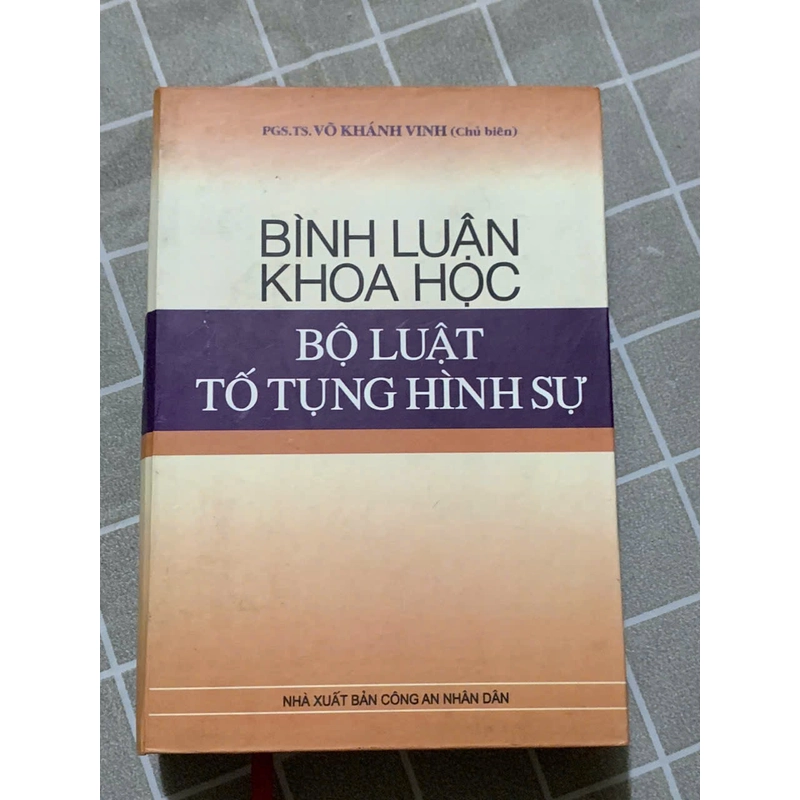 PGS.TS. VÕ KHÁNH VINH (Chủ biên)
BÌNH LUẬN
KHOA HỌC
BỘ LUẬT
TỐ TỤNG HÌNH SỰ
NHÀ XUẤT BẢN CÔNG AN NHÂN DÂN